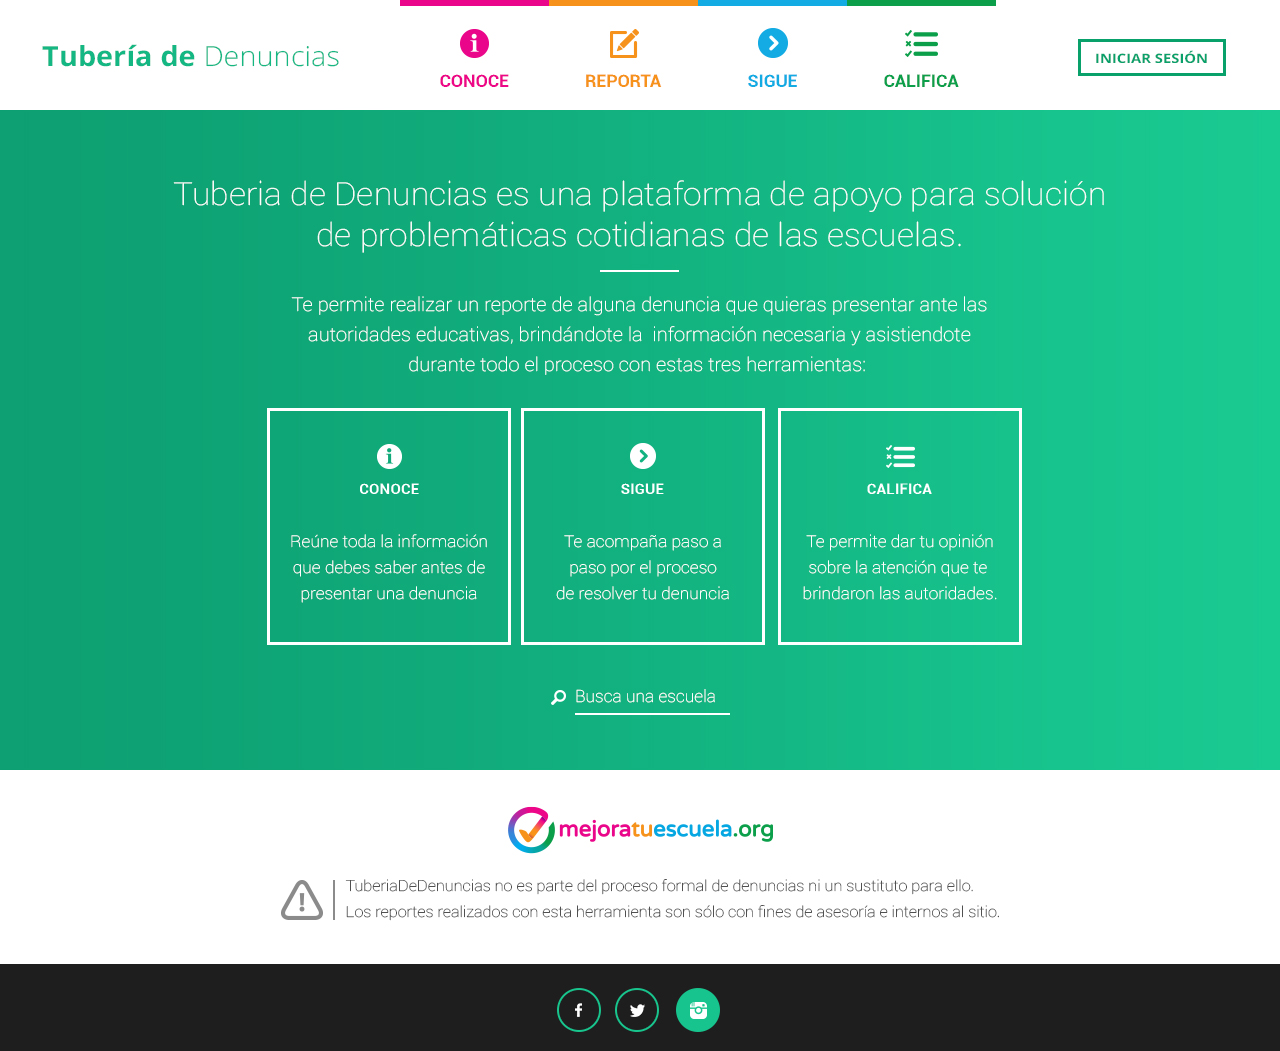 Tubería de Denuncias
CONOCE
REPORTA
SIGUE
CALIFICA
INICIAR SESIÓN
Tuberia de Denuncias es una plataforma de apoyo para solución
de problemáticas cotidianas de las escuelas.
Te permite realizar un reporte de alguna denuncia que quieras presentar ante las
autoridades educativas, brindándote la información necesaria y asistiendote
durante todo el proceso con estas tres herramientas:
CONOCE
Reúne toda la información
que debes saber antes de
presentar una denuncia
SIGUE
Te acompaña paso a
paso por el proceso
de resolver tu denuncia
CALIFICA
Te permite dar tu opinión
sobre la atención que te
brindaron las autoridades.
Busca una escuela
mejoratuescuela.org
TuberiaDeDenuncias no es parte del proceso formal de denuncias ni un sustituto para ello.
Los reportes realizados con esta herramienta son sólo con fines de asesoría e internos al sitio.